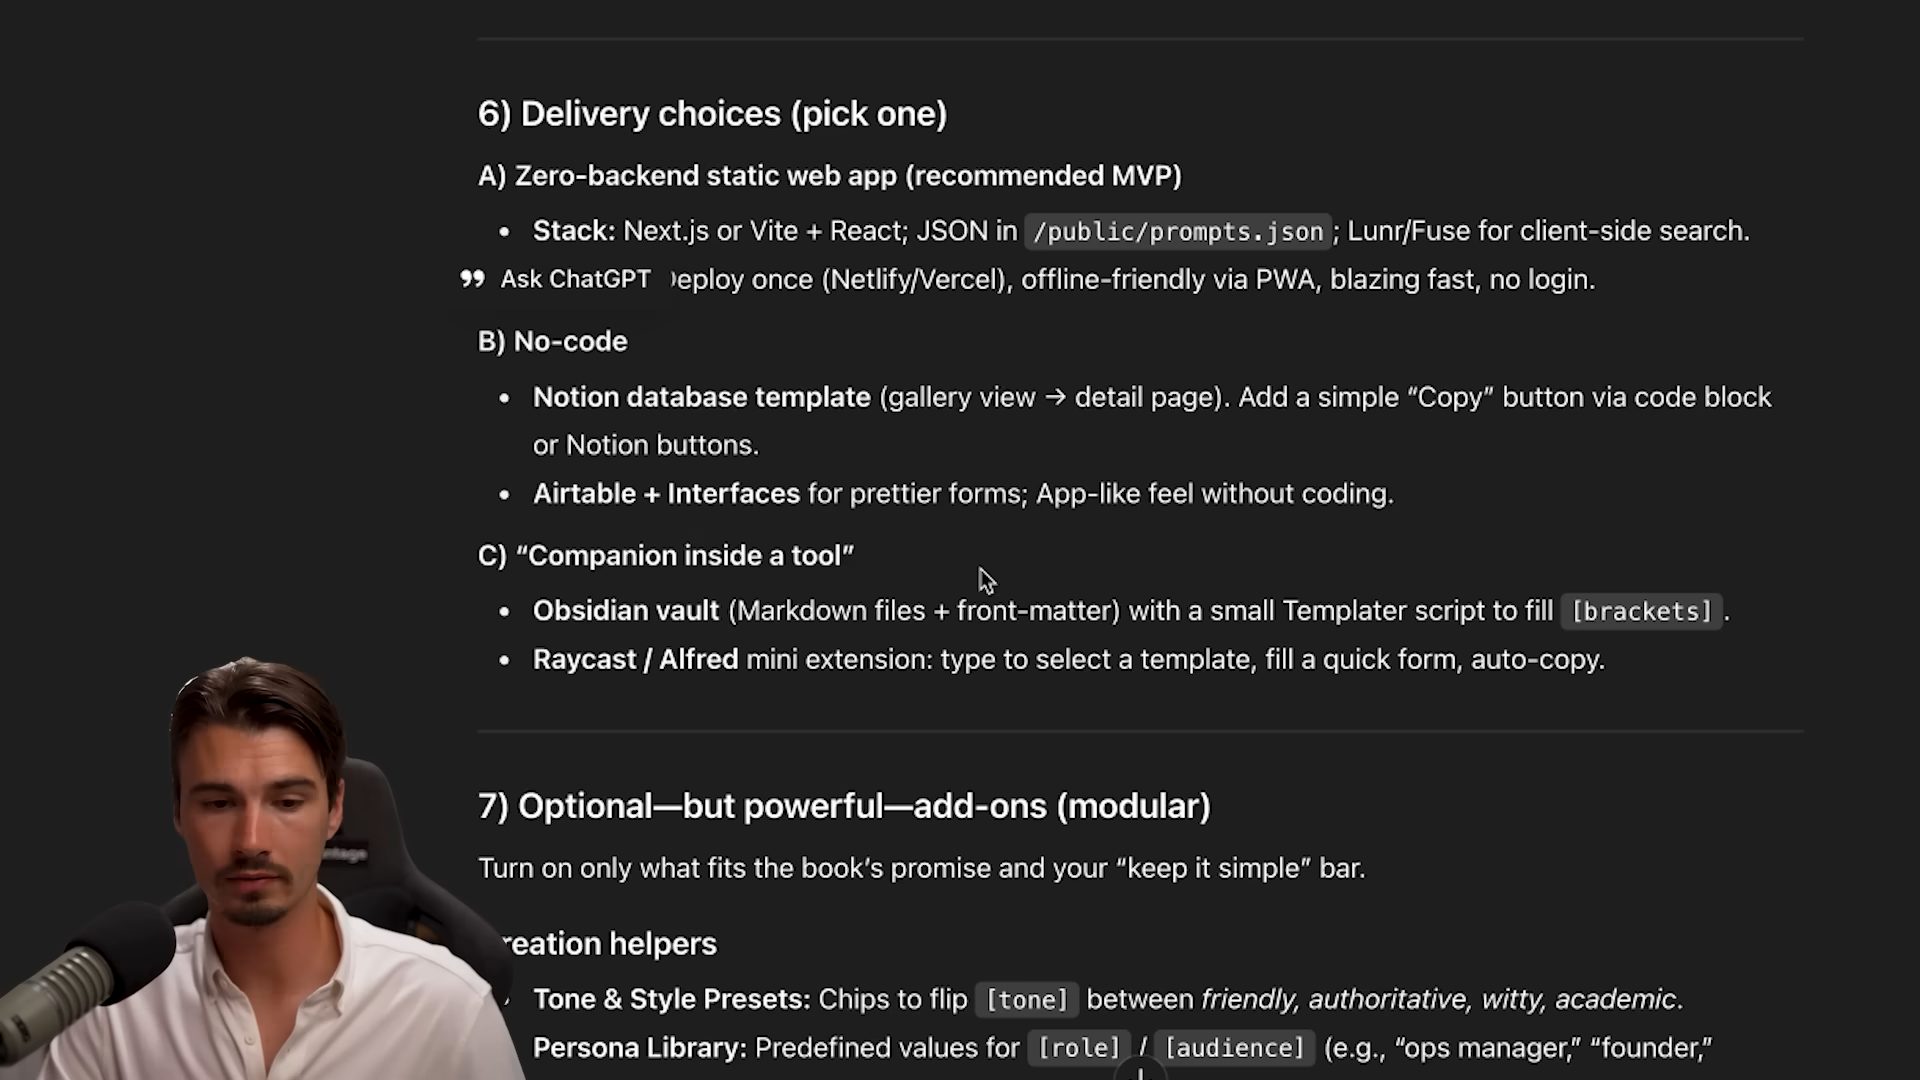 6) Delivery choices (pick one)
A) Zero-backend static web app (recommended MVP)
• Stack: Next.js or Vite + React; JSON in /public/prompts.json; Lunr/Fuse for client-side search.
Ask ChatGPT eploy once (Netlify/Vercel), offline-friendly via PWA, blazing fast, no login.
B) No-code
• Notion database template (gallery view → detail page). Add a simple “Copy” button via code block
or Notion buttons.
• Airtable + Interfaces for prettier forms; App-like feel without coding.
C) “Companion inside a tool”
• Obsidian vault (Markdown files + front-matter) with a small Templater script to fill [brackets].
• Raycast / Alfred mini extension: type to select a template, fill a quick form, auto-copy.
7) Optional—but powerful—add-ons (modular)
Turn on only what fits the book’s promise and your “keep it simple” bar.
reation helpers
Tone & Style Presets: Chips to flip [tone] between friendly, authoritative, witty, academic.
Persona Library: Predefined values for [role] / [audience] (e.g., “ops manager,” “founder,”